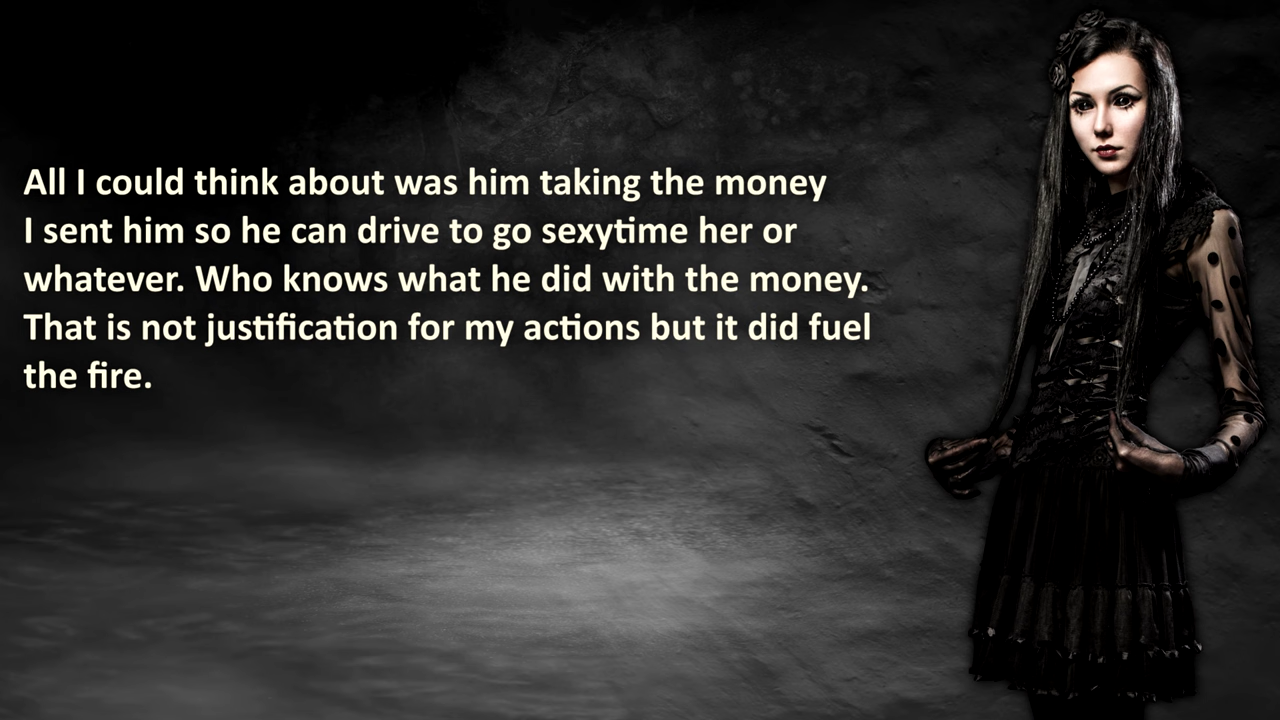 All I could think about was him taking the money
I sent him so he can drive to go sexytime her or
whatever. Who knows what he did with the money.
That is not justification for my actions but it did fuel
the fire.